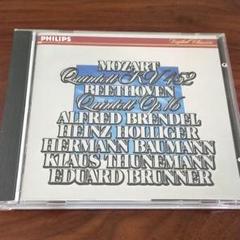 PHILIPS
Digital Classics
MOZART
Quintett KV 452
BEETHOVEN
Quintett Op. 16
ALFRED BRENDEL
HEINZ HOLLIGER
HERMANN BAUMANN
KLAUS THUNEMANN
EDUARD BRUNNER